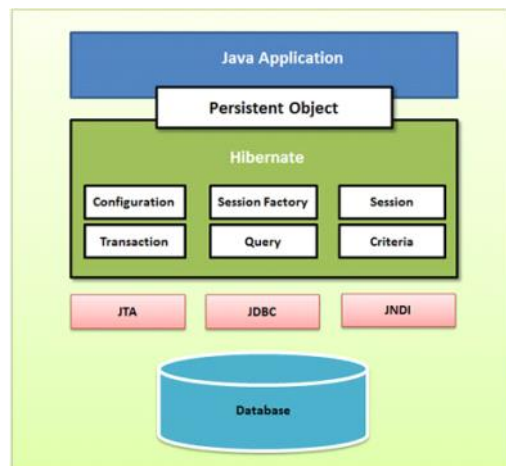 Java Application
Persistent Object
Hibernate
Configuration Session Factory Session
Transaction Query Criteria
JTA JDBC JNDI
Database